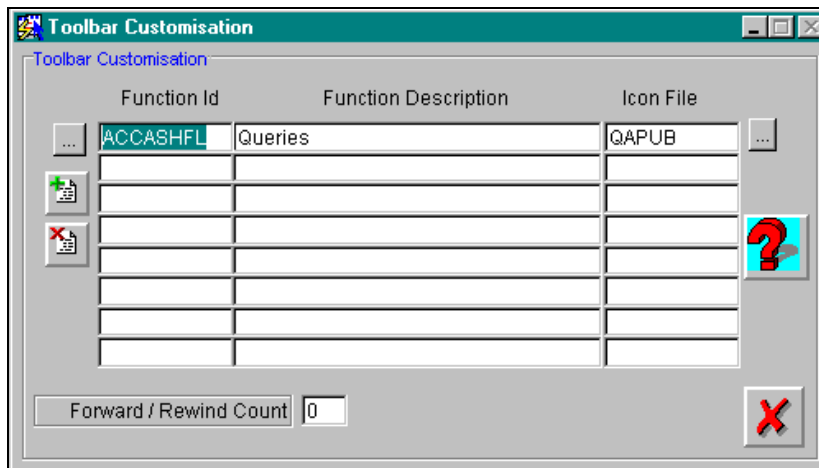 Toolbar Customisation
Toolbar Customisation
Function Id Function Description Icon File
... ACCASHFL Queries QAPUB ...
Forward / Rewind Count 0